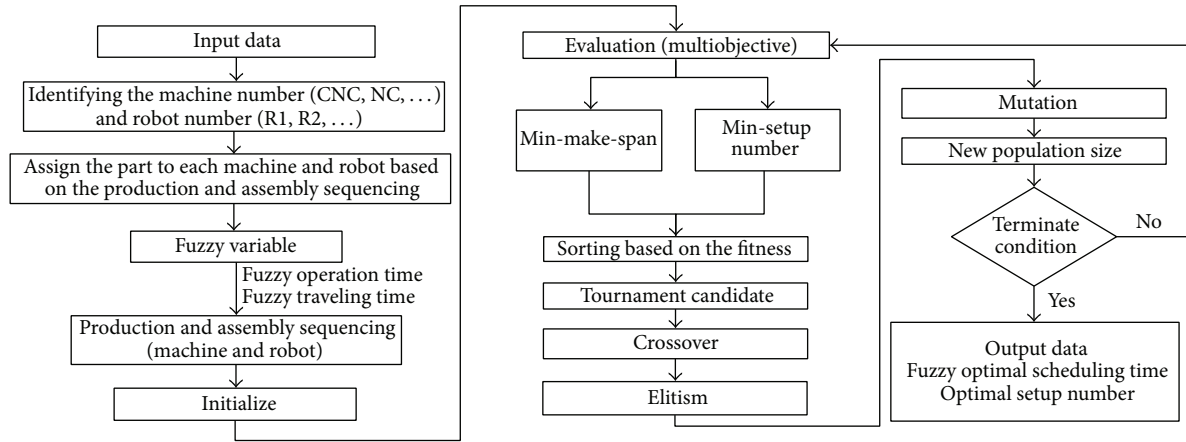 Input data
Identifying the machine number (CNC, NC, . . .)
and robot number (R1, R2, . . .)
Assign the part to each machine and robot based
on the production and assembly sequencing
Fuzzy variable
Fuzzy operation time
Fuzzy traveling time
Production and assembly sequencing
(machine and robot)
Initialize
Evaluation (multiobjective)
Min-make-span
Min-setup
number
Sorting based on the fitness
Tournament candidate
Crossover
Elitism
Mutation
New population size
Terminate
condition
No
Yes
Output data
Fuzzy optimal scheduling time
Optimal setup number